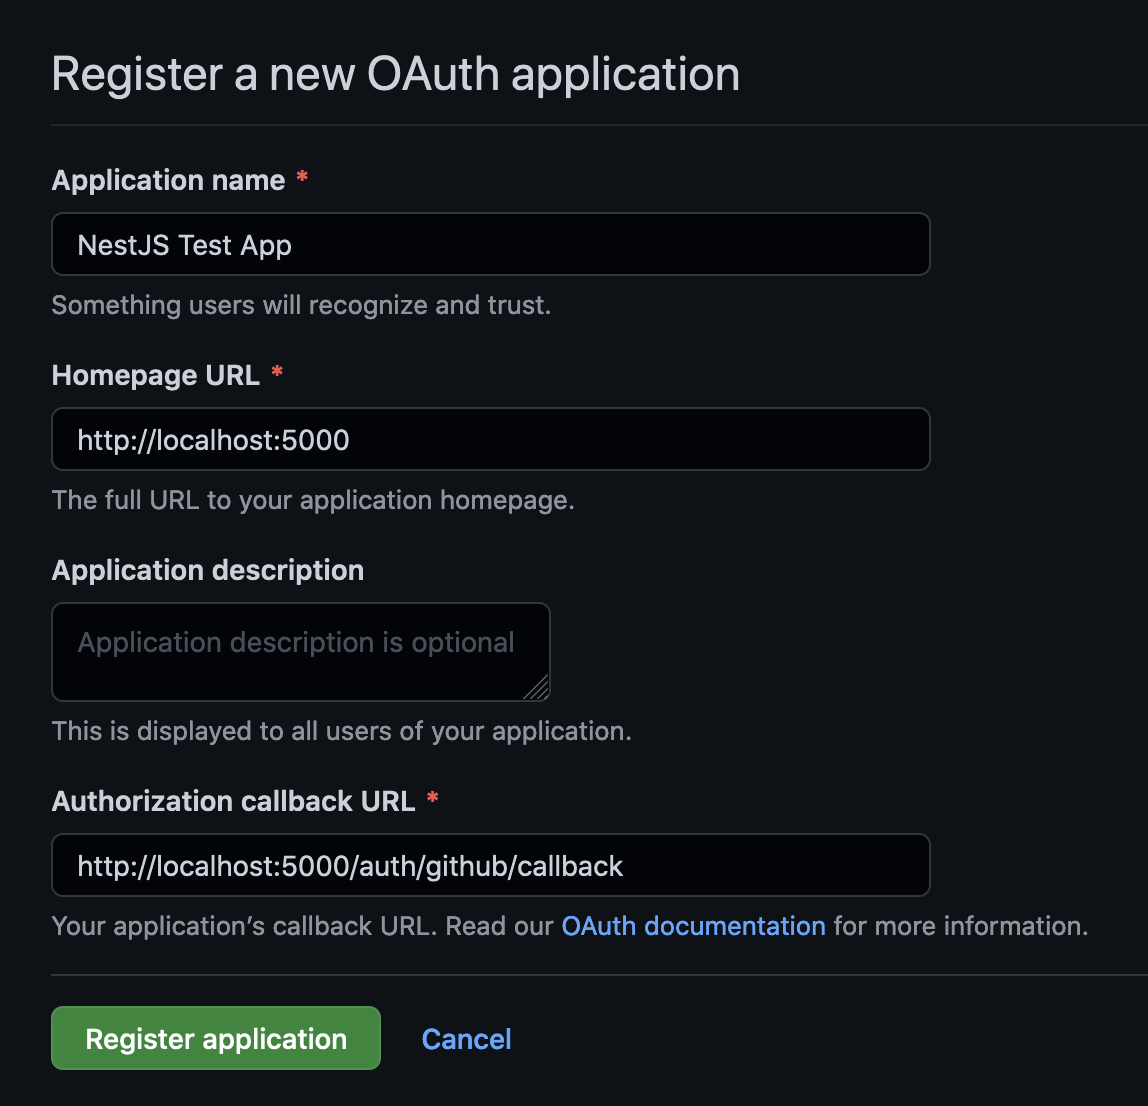 Register a new OAuth application
Application name *
NestJS Test App
Something users will recognize and trust.
Homepage URL *
http://localhost:5000
The full URL to your application homepage.
Application description
Application description is optional
This is displayed to all users of your application.
Authorization callback URL *
http://localhost:5000/auth/github/callback
Your application’s callback URL. Read our OAuth documentation for more information.
Register application Cancel